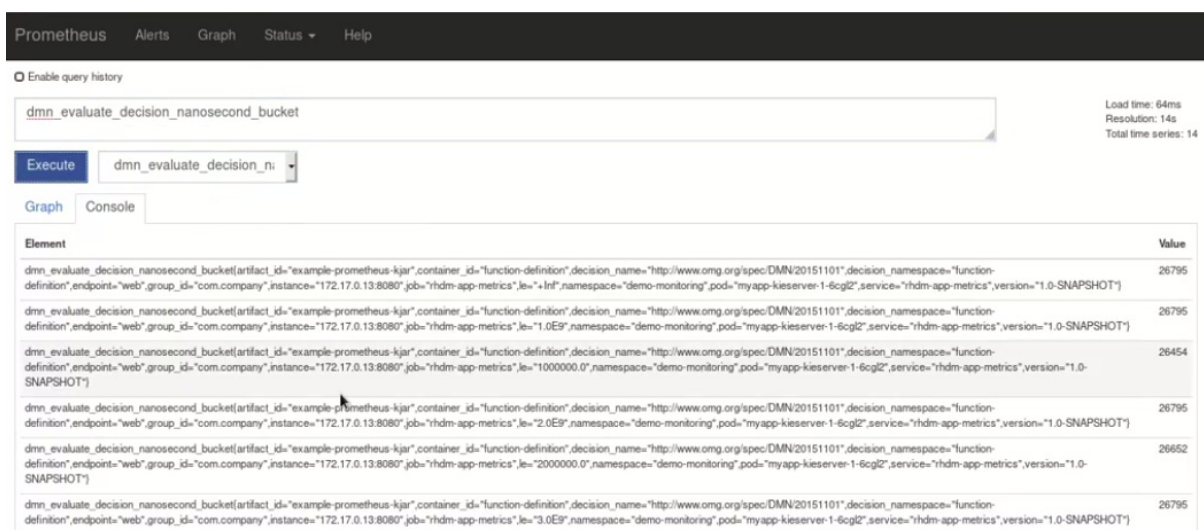 Prometheus Alerts Graph Status Help
Enable query history
dmn_evaluate_decision_nanosecond_bucket
Load time: 64ms
Resolution: 14s
Total time series: 14
Execute dmn_evaluate_decision_n
Graph Console
Element Value
dmn_evaluate_decision_nanosecond_bucket{artifact_id="example-prometheus-kjar",container_id="function-definition",decision_name="http://www.omg.org/spec/DMN/20151101",decision_namespace="function- 26795
definition",endpoint="web",group_id="com.company",instance="172.17.0.13:8080",job="rhdm-app-metrics",le="+Inf",namespace="demo-monitoring",pod="myapp-kieserver-1-6cgl2",service="rhdm-app-metrics",version="1.0-SNAPSHOT"}
dmn_evaluate_decision_nanosecond_bucket{artifact_id="example-prometheus-kjar",container_id="function-definition",decision_name="http://www.omg.org/spec/DMN/20151101",decision_namespace="function- 26795
definition",endpoint="web",group_id="com.company",instance="172.17.0.13:8080",job="rhdm-app-metrics",le="1.0E9",namespace="demo-monitoring",pod="myapp-kieserver-1-6cgl2",service="rhdm-app-metrics",version="1.0-SNAPSHOT"}
dmn_evaluate_decision_nanosecond_bucket{artifact_id="example-prometheus-kjar",container_id="function-definition",decision_name="http://www.omg.org/spec/DMN/20151101",decision_namespace="function- 26454
definition",endpoint="web",group_id="com.company",instance="172.17.0.13:8080",job="rhdm-app-metrics",le="1000000.0",namespace="demo-monitoring",pod="myapp-kieserver-1-6cgl2",service="rhdm-app-metrics",version="1.0-
SNAPSHOT"}
dmn_evaluate_decision_nanosecond_bucket{artifact_id="example-prometheus-kjar",container_id="function-definition",decision_name="http://www.omg.org/spec/DMN/20151101",decision_namespace="function- 26795
definition",endpoint="web",group_id="com.company",instance="172.17.0.13:8080",job="rhdm-app-metrics",le="2.0E9",namespace="demo-monitoring",pod="myapp-kieserver-1-6cgl2",service="rhdm-app-metrics",version="1.0-SNAPSHOT"}
dmn_evaluate_decision_nanosecond_bucket{artifact_id="example-prometheus-kjar",container_id="function-definition",decision_name="http://www.omg.org/spec/DMN/20151101",decision_namespace="function- 26652
definition",endpoint="web",group_id="com.company",instance="172.17.0.13:8080",job="rhdm-app-metrics",le="2000000.0",namespace="demo-monitoring",pod="myapp-kieserver-1-6cgl2",service="rhdm-app-metrics",version="1.0-
SNAPSHOT"}
dmn_evaluate_decision_nanosecond_bucket{artifact_id="example-prometheus-kjar",container_id="function-definition",decision_name="http://www.omg.org/spec/DMN/20151101",decision_namespace="function- 26795
definition",endpoint="web",group_id="com.company",instance="172.17.0.13:8080",job="rhdm-app-metrics",le="3.0E9",namespace="demo-monitoring",pod="myapp-kieserver-1-6cgl2",service="rhdm-app-metrics",version="1.0-SNAPSHOT"}